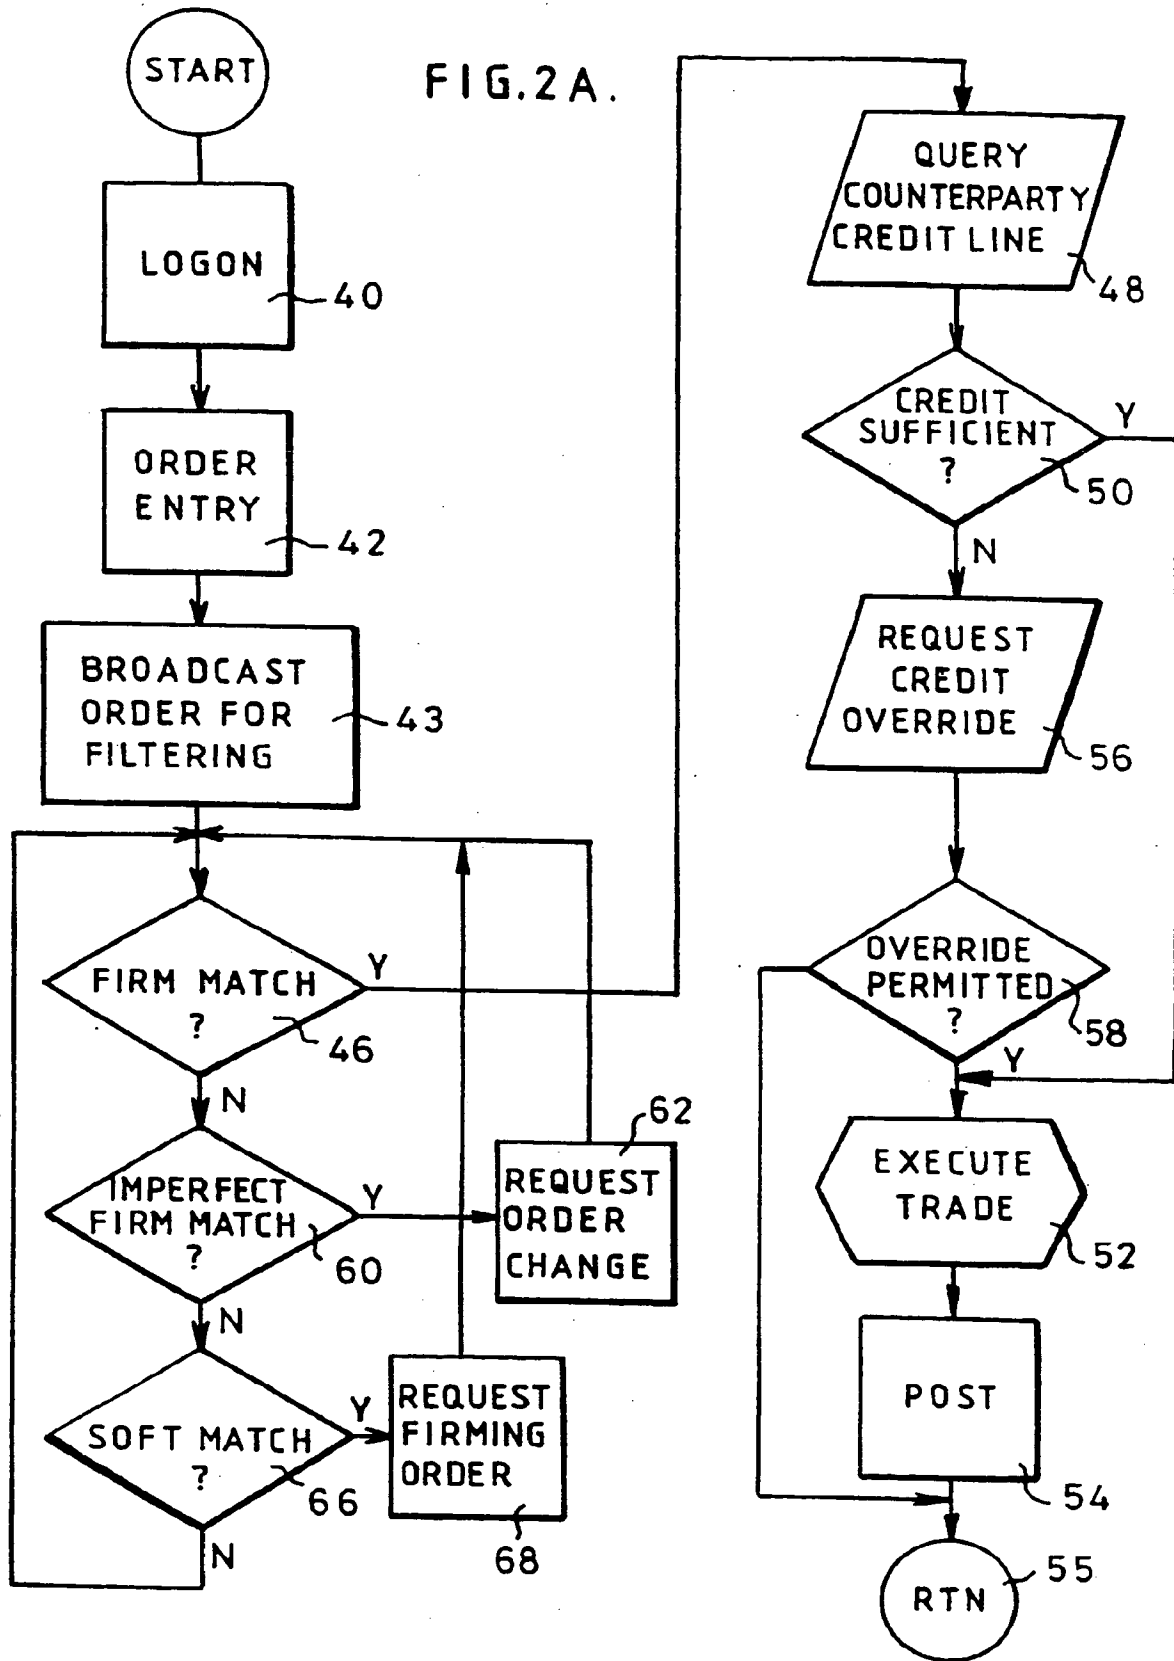 START
FIG.2A.
LOGON
40
ORDER
ENTRY
42
BROADCAST
ORDER FOR
FILTERING
43
FIRM MATCH
?
46
Y
N
IMPERFECT
FIRM MATCH
?
60
Y
N
62
REQUEST
ORDER
CHANGE
SOFT MATCH
?
66
Y
N
REQUEST
FIRMING
ORDER
68
QUERY
COUNTERPARTY
CREDIT LINE
48
CREDIT
SUFFICIENT
?
50
Y
N
REQUEST
CREDIT
OVERRIDE
56
OVERRIDE
PERMITTED
?
58
Y
EXECUTE
TRADE
52
POST
54
RTN
55